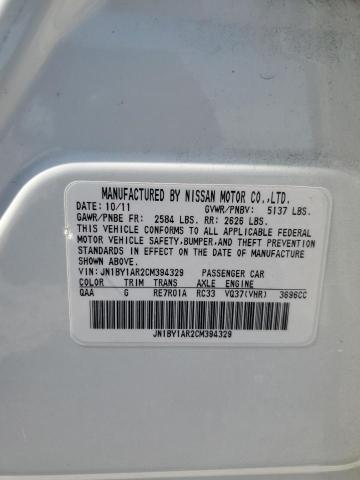 MANUFACTURED BY NISSAN MOTOR CO.,LTD.
DATE: 10/11 GVWR/PNBV: 5137 LBS.
GAWR/PNBE FR: 2584 LBS. RR: 2626 LBS.
THIS VEHICLE CONFORMS TO ALL APPLICABLE FEDERAL
MOTOR VEHICLE SAFETY,BUMPER,AND THEFT PREVENTION
STANDARDS IN EFFECT ON THE DATE OF MANUFACTURE
SHOWN ABOVE.
VIN: JN1BY1AR2CM394329 PASSENGER CAR
COLOR TRIM TRANS AXLE ENGINE
QAA G RE7R01A RC33 VQ37(VHR) 3696CC
JN1BY1AR2CM394329